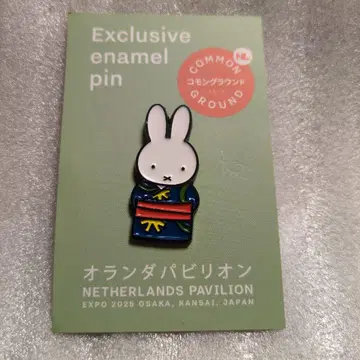 Exclusive
enamel
pin
NL
COMMON
コモングラウンド
GROUND
オランダパビリオン
NETHERLANDS PAVILION
EXPO 2025 OSAKA, KANSAI, JAPAN